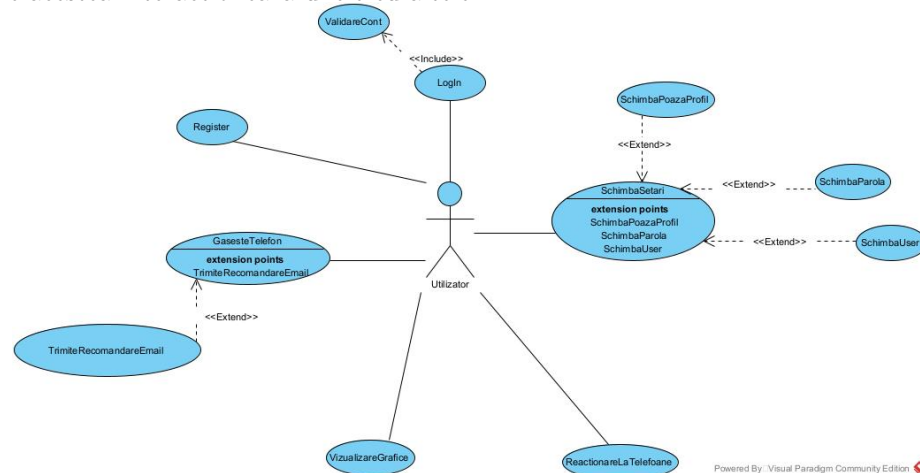 ValidareCont
<<Include>>
LogIn
SchimbaPoazaProfil
Register
<<Extend>>
SchimbaSetari
extension points
SchimbaPoazaProfil
SchimbaParola
SchimbaUser
<<Extend>>
SchimbaParola
<<Extend>>
SchimbaUser
GasesteTelefon
extension points
TrimiteRecomandareEmail
Utilizator
<<Extend>>
TrimiteRecomandareEmail
VizualizareGrafice
ReactionareLaTelefoane
Powered By: Visual Paradigm Community Edition